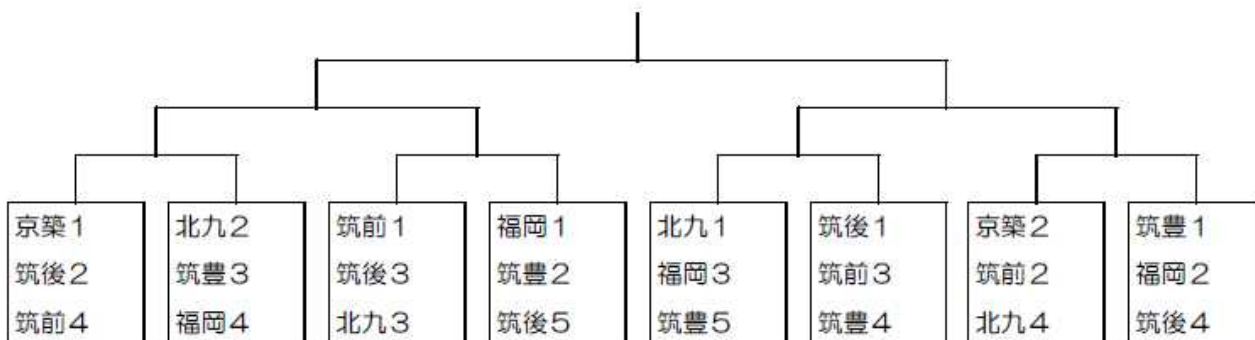 京築１ 北九２ 筑前１ 福岡１ 北九１ 筑後１ 京築２ 筑豊１
筑後２ 筑豊３ 筑後３ 筑豊２ 福岡３ 筑前３ 筑前２ 福岡２
筑前４ 福岡４ 北九３ 筑後５ 筑豊５ 筑豊４ 北九４ 筑後４